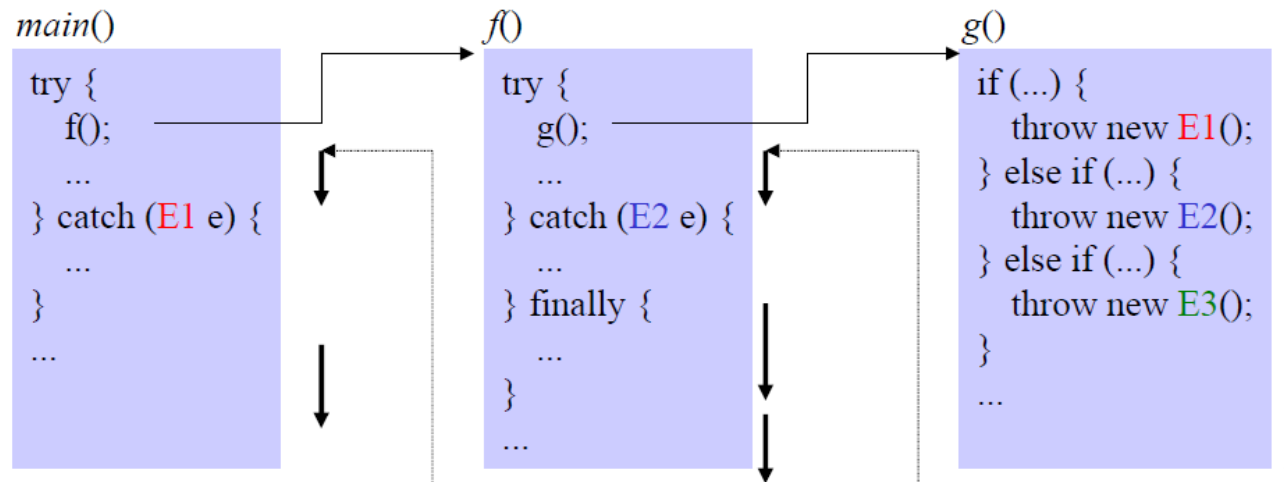 main()
try {
f();
...
} catch (E1 e) {
...
}
...
f()
try {
g();
...
} catch (E2 e) {
...
} finally {
...
}
...
g()
if (...) {
throw new E1();
} else if (...) {
throw new E2();
} else if (...) {
throw new E3();
}
...